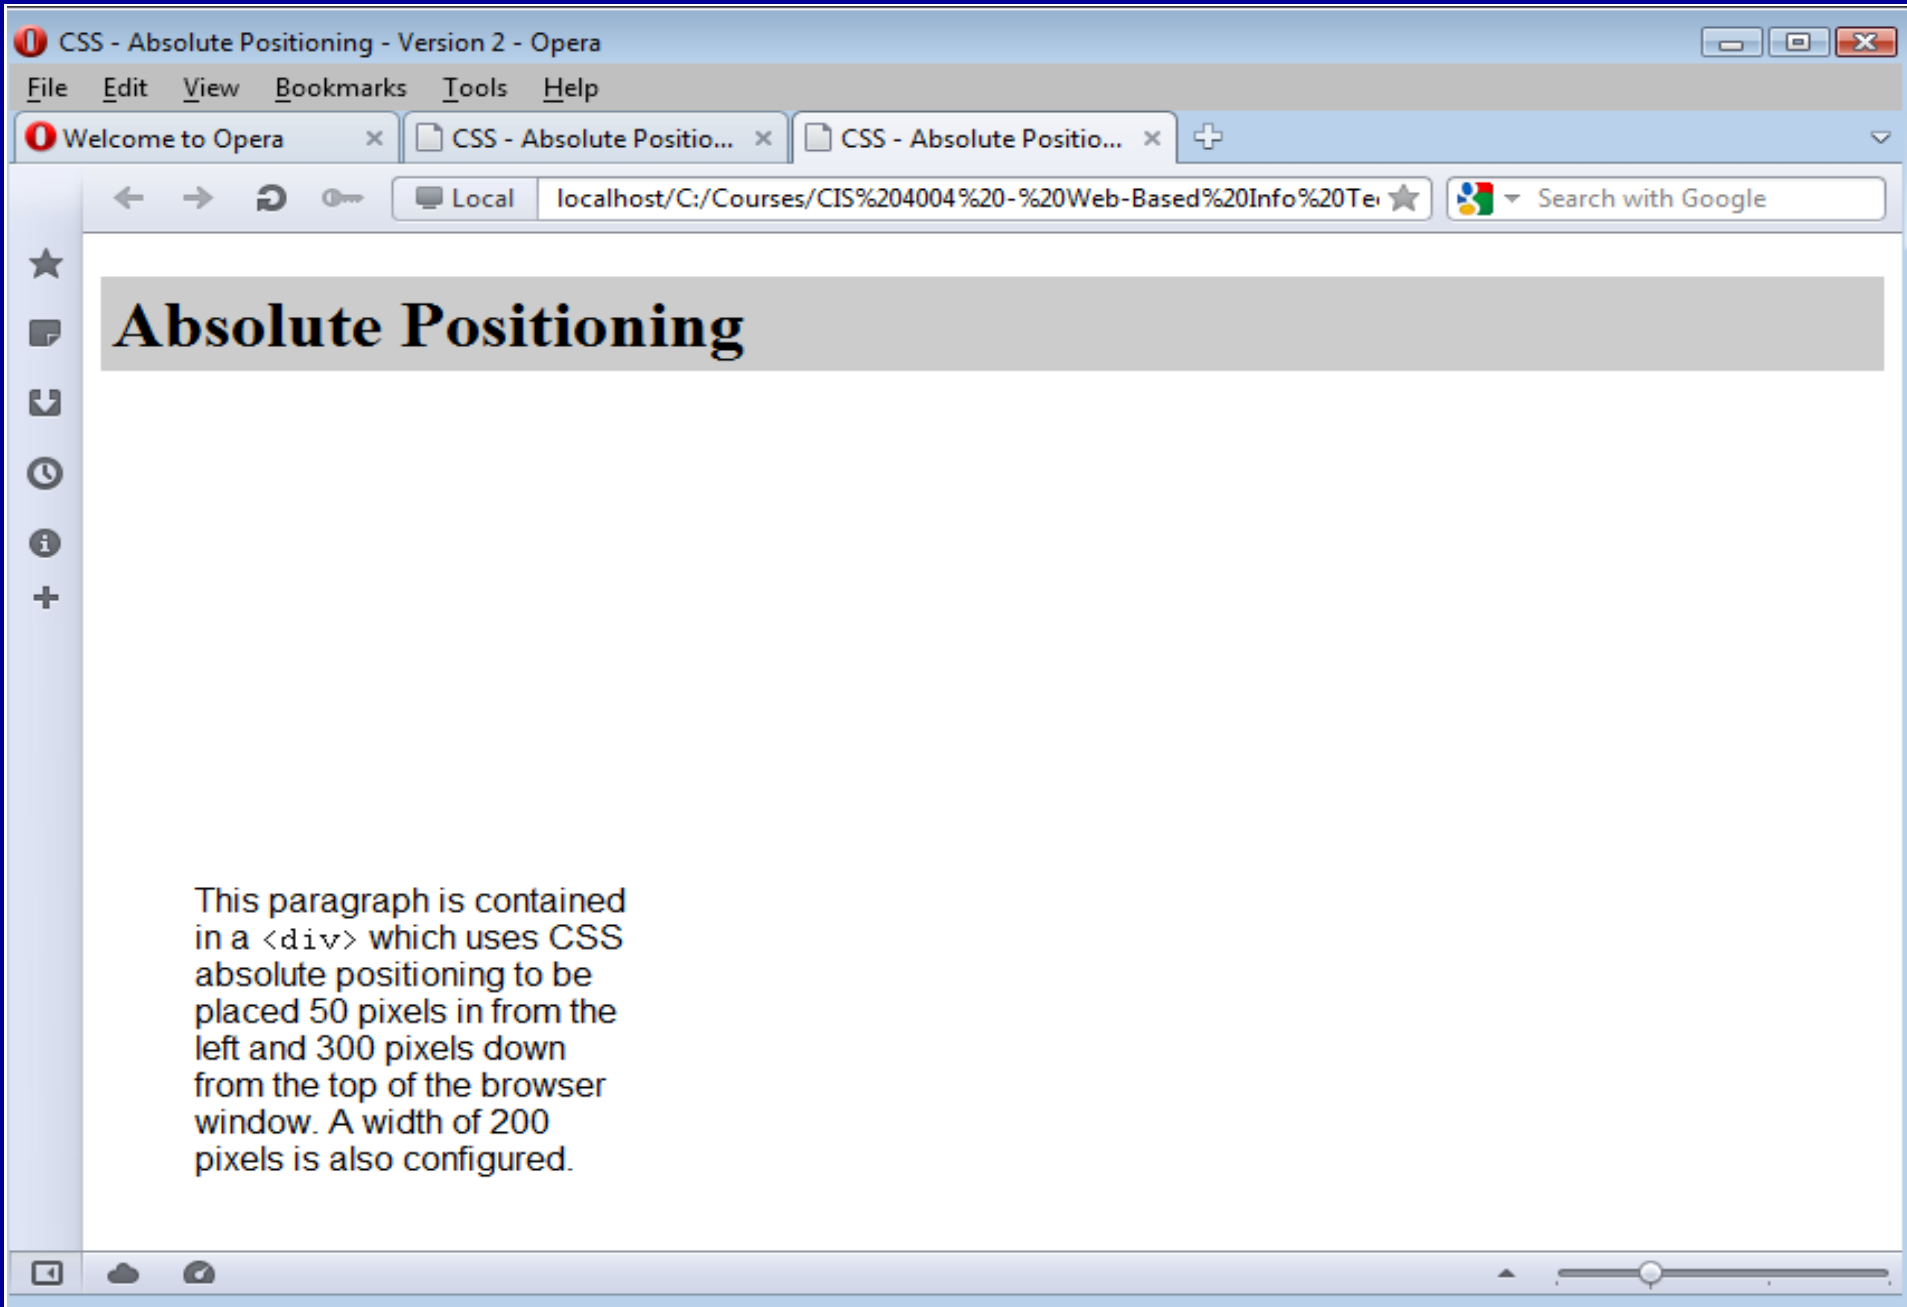 CSS - Absolute Positioning - Version 2 - Opera
File Edit View Bookmarks Tools Help
Welcome to Opera CSS - Absolute Positio... CSS - Absolute Positio...
Local localhost/C:/Courses/CIS%204004%20-%20Web-Based%20Info%20Te Search with Google
Absolute Positioning
This paragraph is contained
in a <div> which uses CSS
absolute positioning to be
placed 50 pixels in from the
left and 300 pixels down
from the top of the browser
window. A width of 200
pixels is also configured.